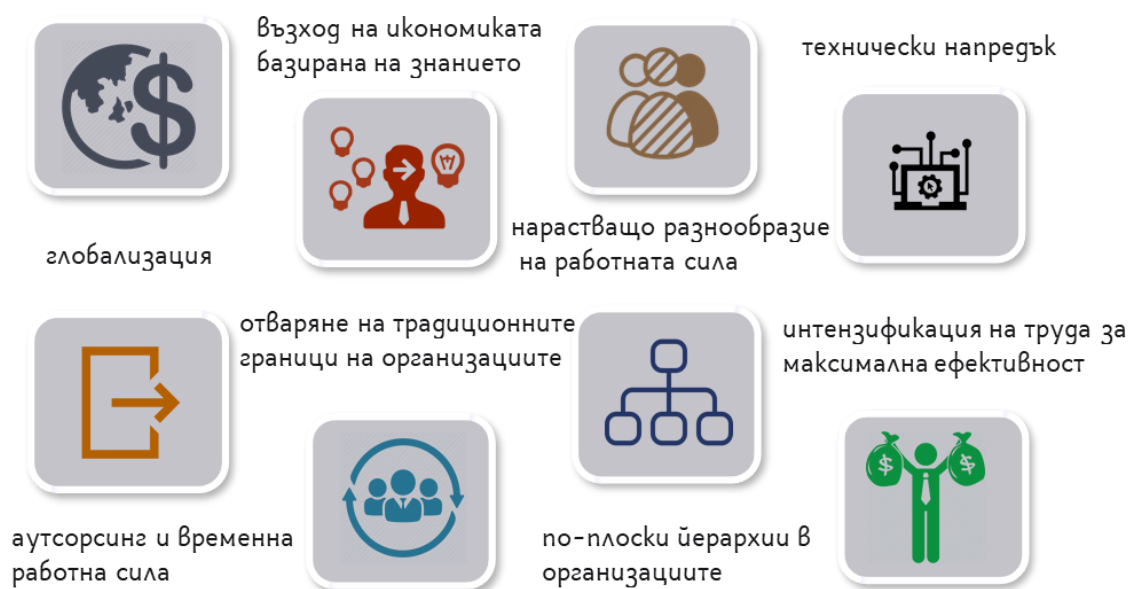 глобализация
възход на икономиката
базирана на знанието
нарастващо разнообразие
на работната сила
технически напредък
аутсорсинг и временна
работна сила
отваряне на традиционните
граници на организациите
по-плоски йерархии в
организациите
интензификация на труда за
максимална ефективност